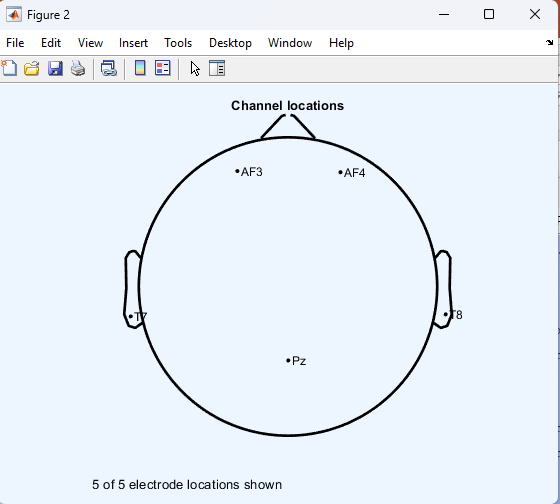 Figure 2
File Edit View Insert Tools Desktop Window Help
Channel locations
AF3 AF4
T7 T8
Pz
5 of 5 electrode locations shown